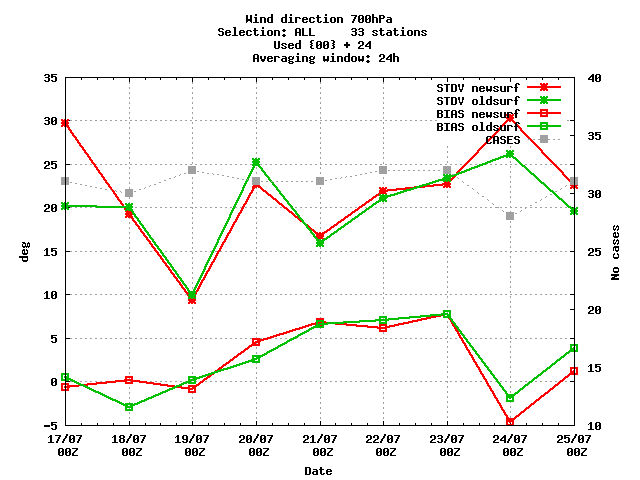 Wind direction 700hPa
Selection: ALL     33 stations
Used {00} + 24
Averaging window: 24h
35 40
STDV newsurf
STDV oldsurf
30 BIAS newsurf 35
BIAS oldsurf
CASES
25
20 30
deg 15 25 No cases
10 20
5
0 15
-5 10
17/07 18/07 19/07 20/07 21/07 22/07 23/07 24/07 25/07
00Z 00Z 00Z 00Z 00Z 00Z 00Z 00Z 00Z
Date